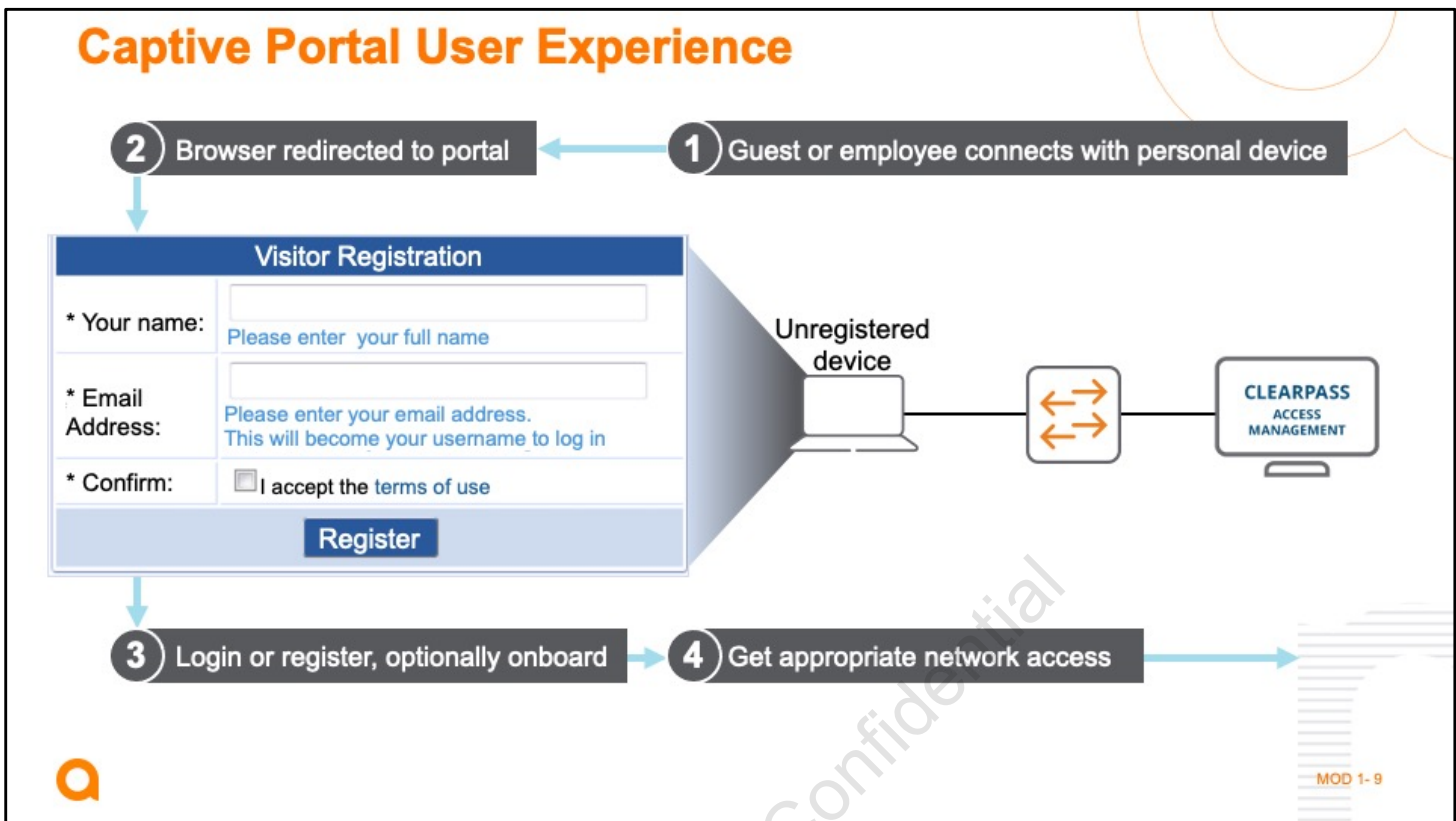 Captive Portal User Experience
2 Browser redirected to portal
1 Guest or employee connects with personal device
Visitor Registration
* Your name:
Please enter your full name
* Email
Address:
Please enter your email address.
This will become your username to log in
* Confirm:
I accept the terms of use
Register
Unregistered
device
CLEARPASS
ACCESS
MANAGEMENT
3 Login or register, optionally onboard
4 Get appropriate network access
Confidential
MOD 1- 9